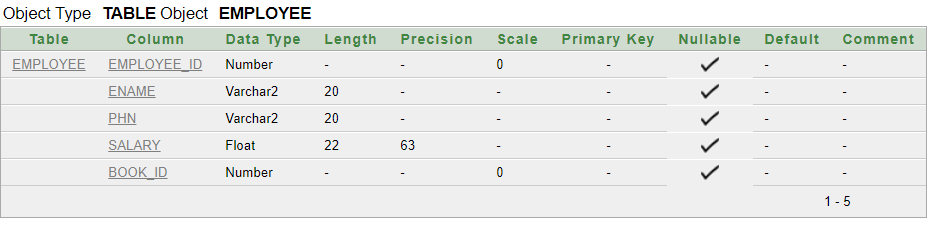 Object Type TABLE Object EMPLOYEE
Table Column Data Type Length Precision Scale Primary Key Nullable Default Comment
EMPLOYEE EMPLOYEE_ID Number - - 0 - ✓ - -
ENAME Varchar2 20 - - - ✓ - -
PHN Varchar2 20 - - - ✓ - -
SALARY Float 22 63 - - ✓ - -
BOOK_ID Number - - 0 - ✓ - -
1 - 5